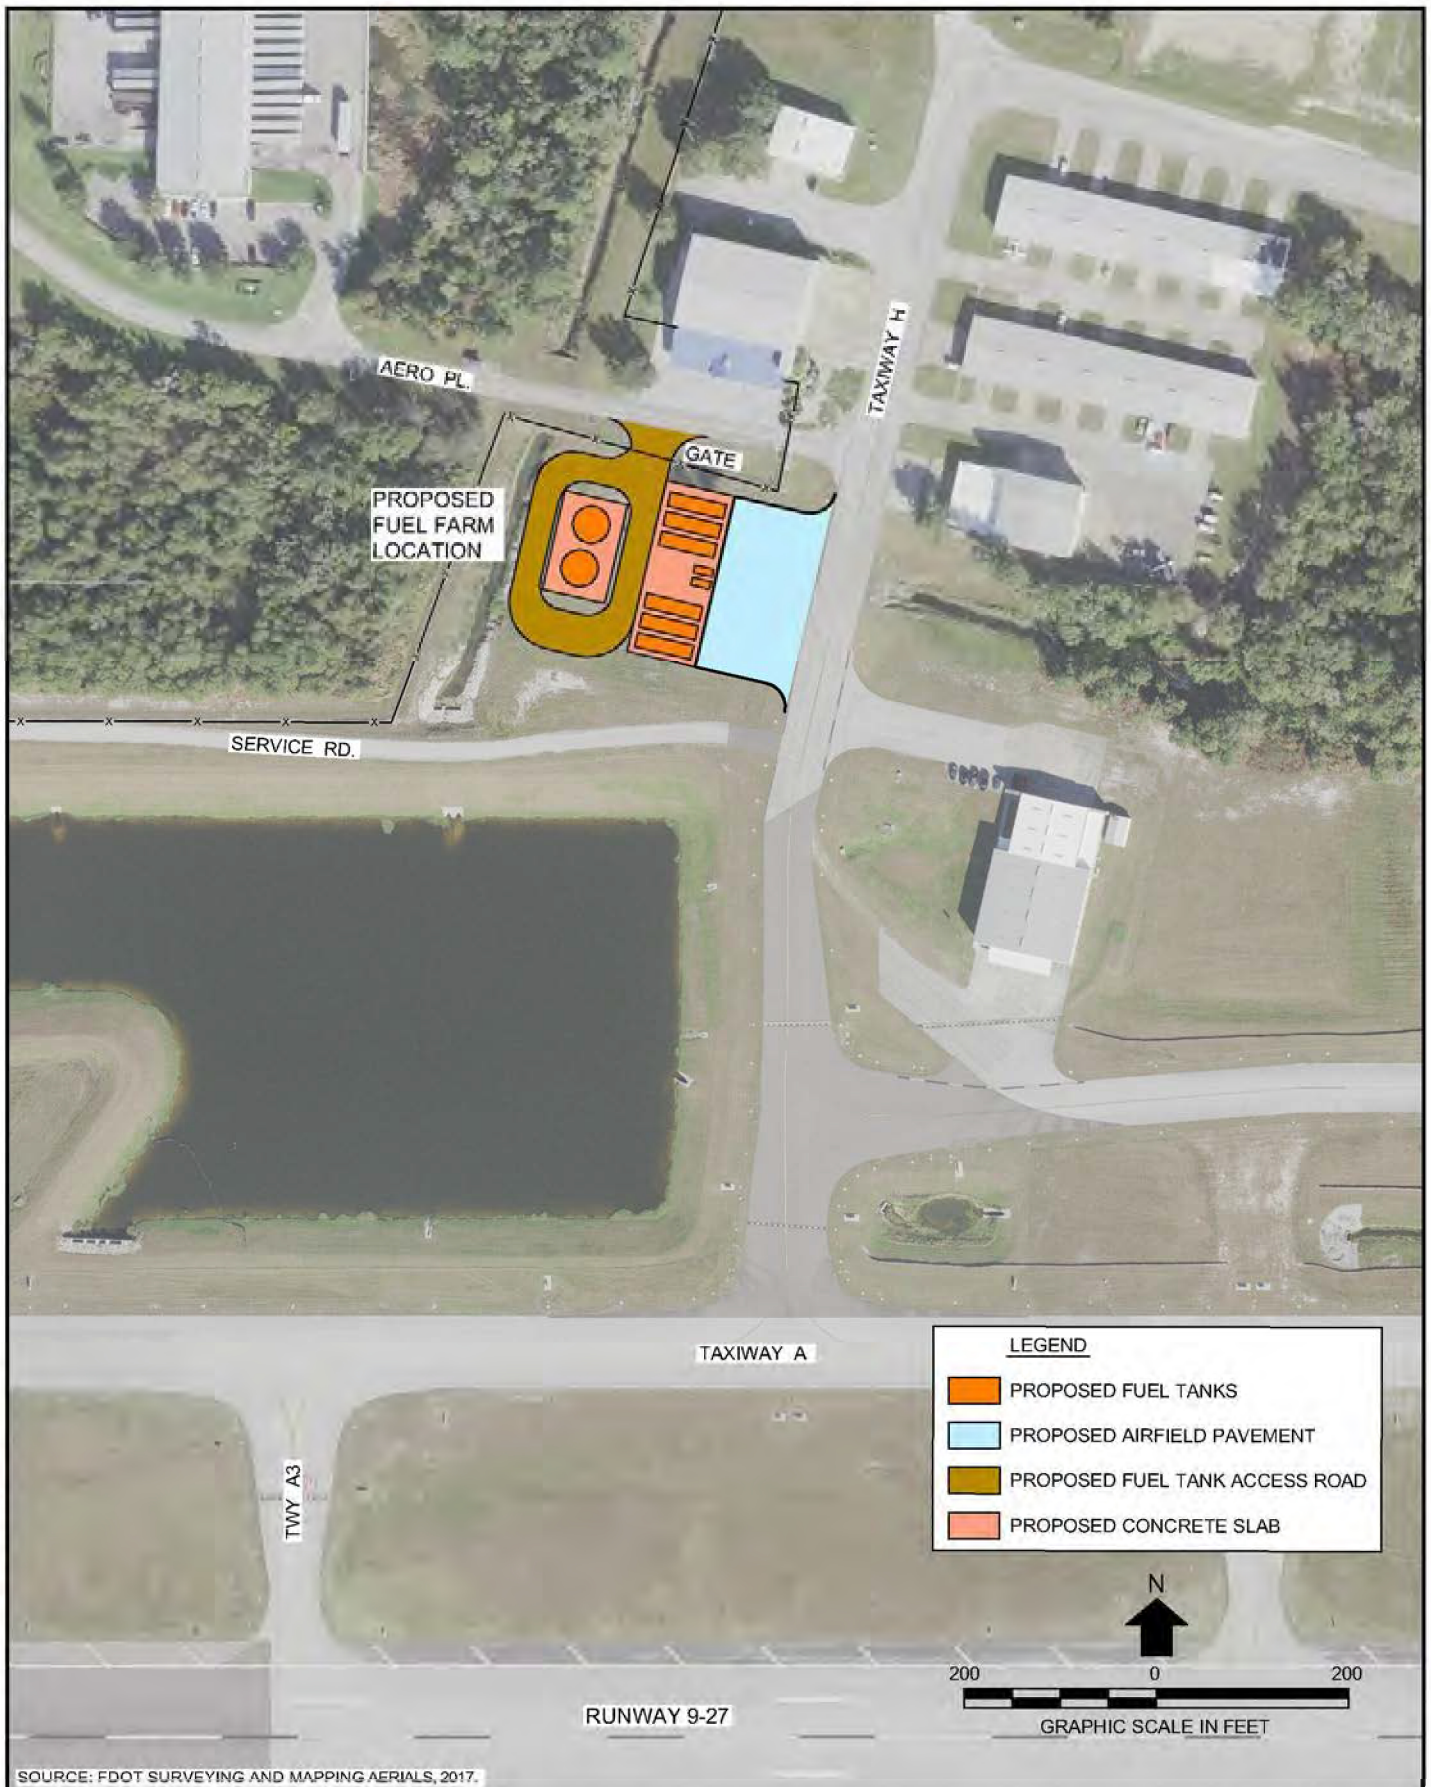 TAXIWAY H
AERO PL.
GATE
PROPOSED
FUEL FARM
LOCATION
SERVICE RD.
TAXIWAY A
TWY A3
LEGEND
PROPOSED FUEL TANKS
PROPOSED AIRFIELD PAVEMENT
PROPOSED FUEL TANK ACCESS ROAD
PROPOSED CONCRETE SLAB
N
200 0 200
GRAPHIC SCALE IN FEET
RUNWAY 9-27
SOURCE: FDOT SURVEYING AND MAPPING AERIALS, 2017.